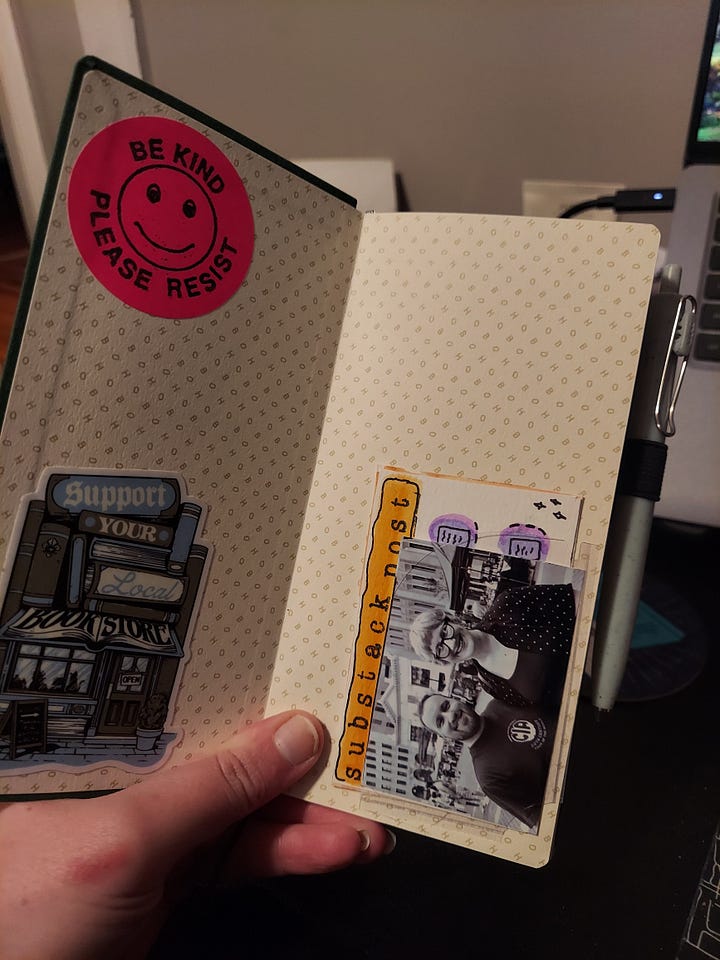 BE KIND
PLEASE RESIST
Support
YOUR
Local
BOOKSTORE
OPEN
substack post